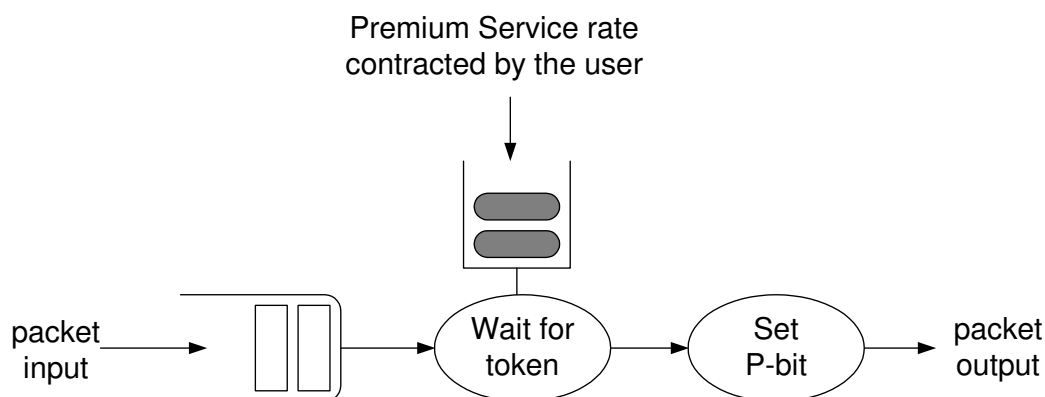 Premium Service rate
contracted by the user
packet
input
Wait for
token
Set
P-bit
packet
output